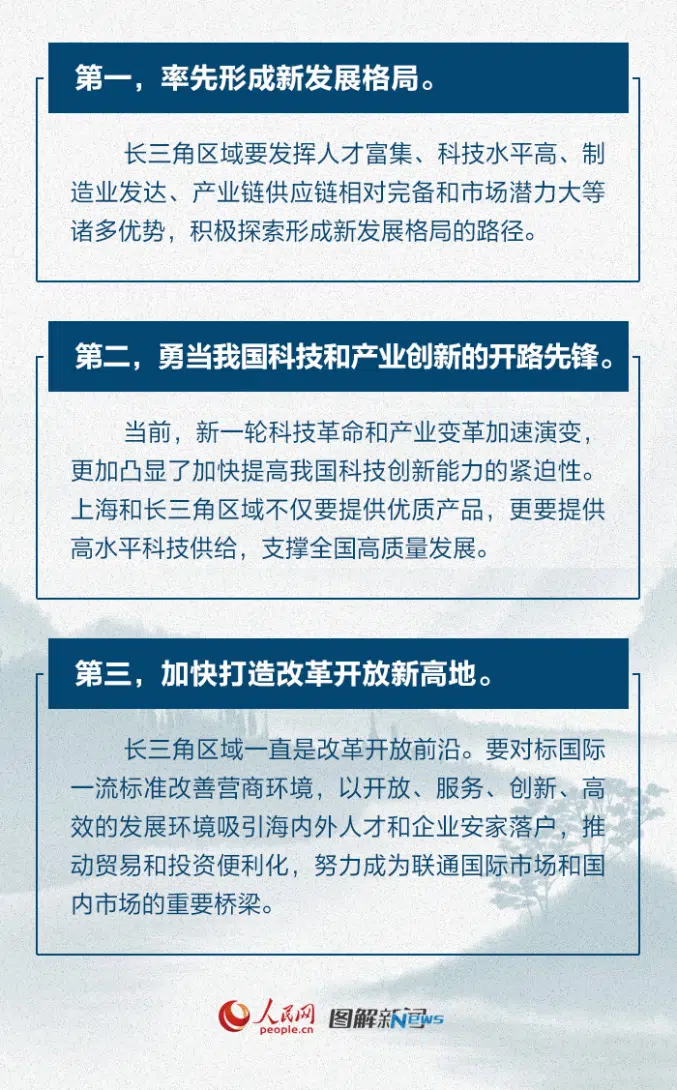 第一，率先形成新发展格局。
长三角区域要发挥人才富集、科技水平高、制
造业发达、产业链供应链相对完备和市场潜力大等
诸多优势，积极探索形成新发展格局的路径。
第二，勇当我国科技和产业创新的开路先锋。
当前，新一轮科技革命和产业变革加速演变，
更加凸显了加快提高我国科技创新能力的紧迫性。
上海和长三角区域不仅要提供优质产品，更要提供
高水平科技供给，支撑全国高质量发展。
第三，加快打造改革开放新高地。
长三角区域一直是改革开放前沿。要对标国际
一流标准改善营商环境，以开放、服务、创新、高
效的发展环境吸引海内外人才和企业安家落户，推
动贸易和投资便利化，努力成为联通国际市场和国
内市场的重要桥梁。
人民网 图解新闻News
people.cn